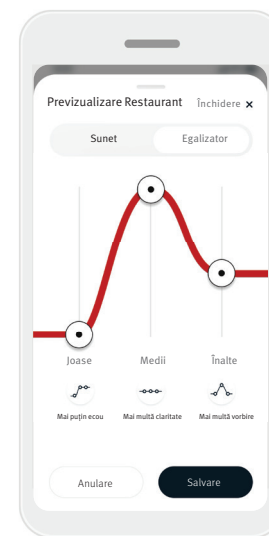 Previzualizare Restaurant Închidere ×
Sunet Egalizator
Joase Medii Înalte
Mai puțin ecou Mai multă claritate Mai multă vorbire
Anulare Salvare